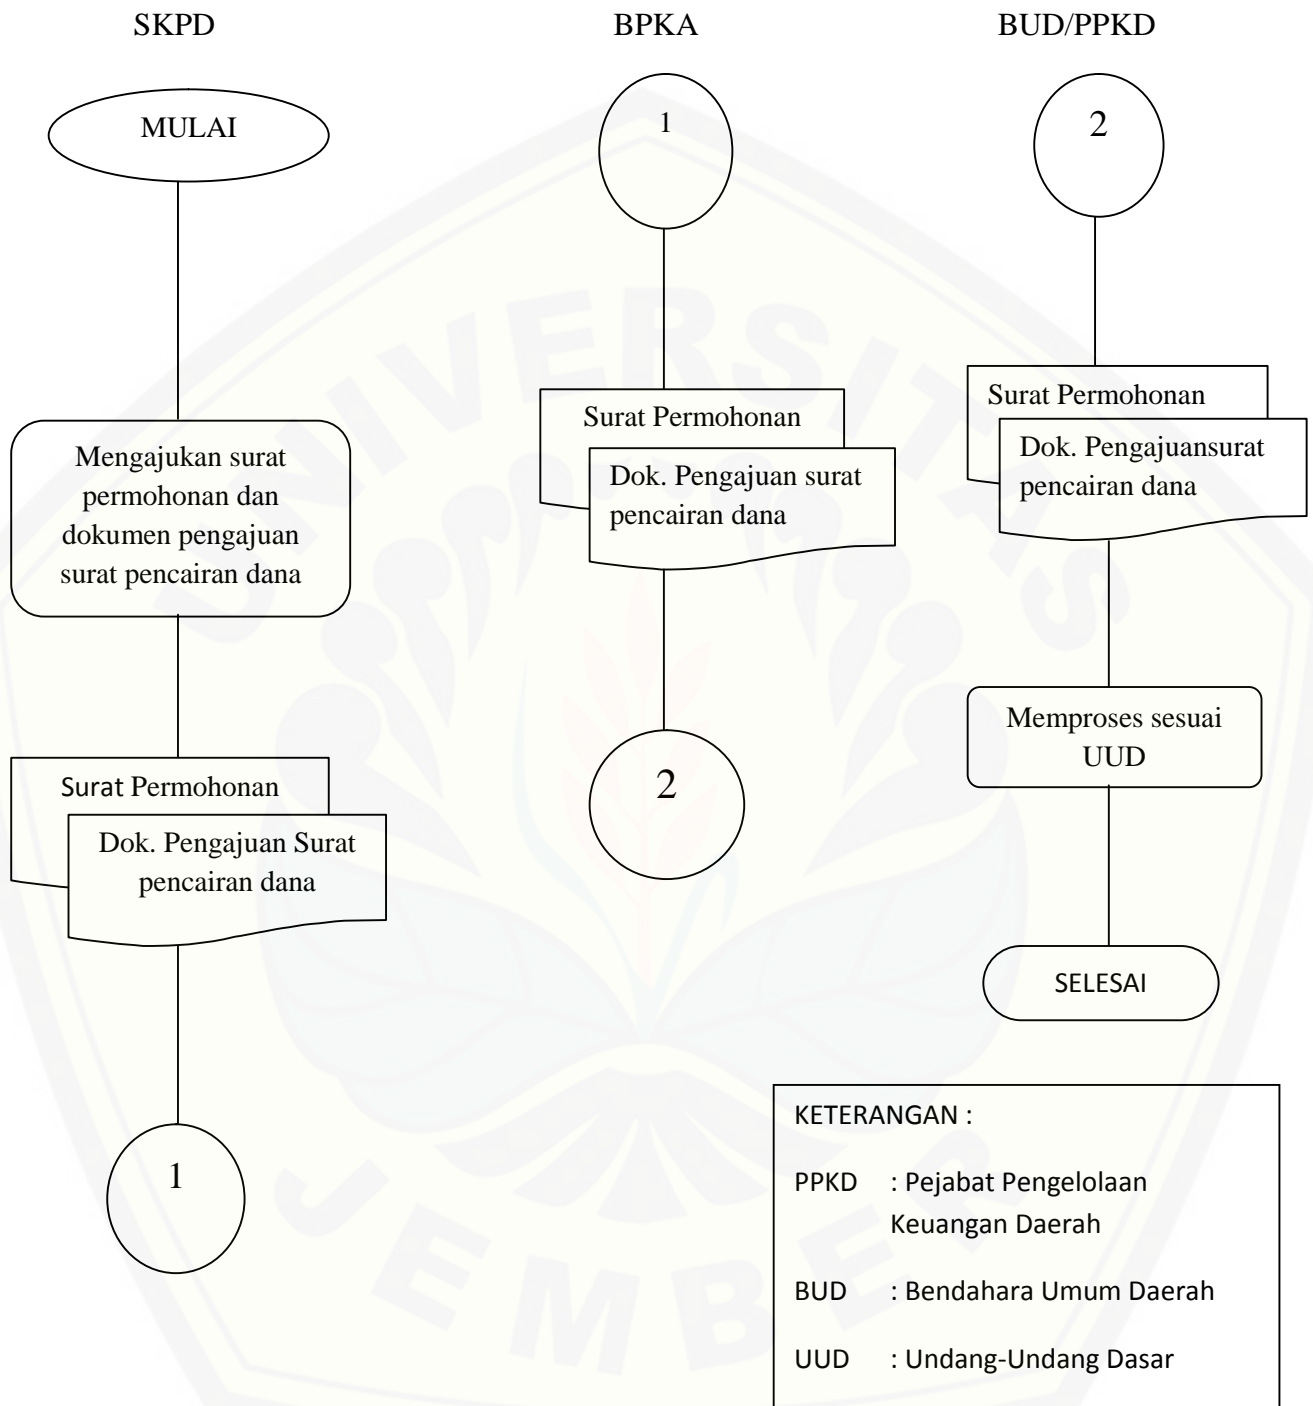 SKPD
MULAI
Mengajukan surat
permohonan dan
dokumen pengajuan
surat pencairan dana
Surat Permohonan
Dok. Pengajuan Surat
pencairan dana
1
BPKA
1
Surat Permohonan
Dok. Pengajuan surat
pencairan dana
2
BUD/PPKD
2
Surat Permohonan
Dok. Pengajuansurat
pencairan dana
Memproses sesuai
UUD
SELESAI
KETERANGAN :
PPKD : Pejabat Pengelolaan
Keuangan Daerah
BUD : Bendahara Umum Daerah
UUD : Undang-Undang Dasar
UNIVERSITAS
JEMBER